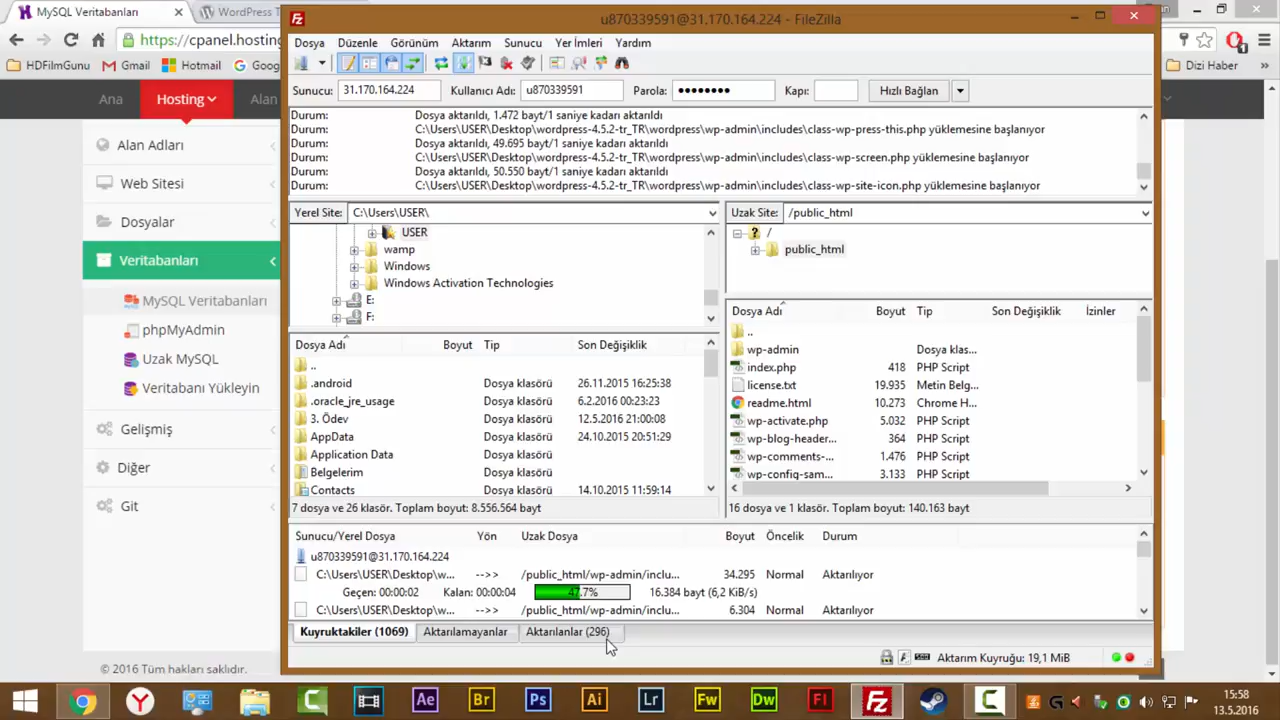 MySQL Veritabanları
WordPress T
u870339591@31.170.164.224 - FileZilla
https://cpanel.hosting
HDFilmGunu
Gmail
Hotmail
Goog
Dizi Haber
»
Dosya Düzenle Görünüm Aktarım Sunucu Yer İmleri Yardım
Sunucu: 31.170.164.224 Kullanıcı Adı: u870339591 Parola: ●●●●●●●● Kapı: Hızlı Bağlan
Ana
Hosting
Alan
Durum: Dosya aktarıldı, 1.472 bayt/1 saniye kadarı aktarıldı
Durum: C:\Users\USER\Desktop\wordpress-4.5.2-tr_TR\wordpress\wp-admin\includes\class-wp-press-this.php yüklemesine başlanıyor
Durum: Dosya aktarıldı, 49.695 bayt/1 saniye kadarı aktarıldı
Durum: C:\Users\USER\Desktop\wordpress-4.5.2-tr_TR\wordpress\wp-admin\includes\class-wp-screen.php yüklemesine başlanıyor
Durum: Dosya aktarıldı, 50.550 bayt/1 saniye kadarı aktarıldı
Durum: C:\Users\USER\Desktop\wordpress-4.5.2-tr_TR\wordpress\wp-admin\includes\class-wp-site-icon.php yüklemesine başlanıyor
Alan Adları
Web Sitesi
Dosyalar
Veritabanları
MySQL Veritabanları
phpMyAdmin
Uzak MySQL
Veritabanı Yükleyin
Gelişmiş
Diğer
Git
© 2016 Tüm hakları saklıdır.
Yerel Site: C:\Users\USER\
USER
wamp
Windows
Windows Activation Technologies
E:
F:
Uzak Site: /public_html
/
public_html
Dosya Adı Boyut Tip Son Değişiklik
..
.android Dosya klasörü 26.11.2015 16:25:38
.oracle_jre_usage Dosya klasörü 6.2.2016 00:23:23
3. Ödev Dosya klasörü 12.5.2016 21:00:08
AppData Dosya klasörü 24.10.2015 20:51:29
Application Data Dosya klasörü
Belgelerim Dosya klasörü
Contacts Dosya klasörü 14.10.2015 11:59:14
7 dosya ve 26 klasör. Toplam boyut: 8.556.564 bayt
Dosya Adı Boyut Tip Son Değişiklik İzinler
..
wp-admin Dosya klas...
index.php 418 PHP Script
license.txt 19.935 Metin Belg...
readme.html 10.273 Chrome H...
wp-activate.php 5.032 PHP Script
wp-blog-header... 364 PHP Script
wp-comments-... 1.476 PHP Script
wp-config-sam... 3.133 PHP Script
16 dosya ve 1 klasör. Toplam boyut: 140.163 bayt
Sunucu/Yerel Dosya Yön Uzak Dosya Boyut Öncelik Durum
u870339591@31.170.164.224
C:\Users\USER\Desktop\w... -->> /public_html/wp-admin/inclu... 34.295 Normal Aktarılıyor
Geçen: 00:00:02 Kalan: 00:00:04 47.7% 16.384 bayt (6,2 KiB/s)
C:\Users\USER\Desktop\w... -->> /public_html/wp-admin/inclu... 6.304 Normal Aktarılıyor
Kuyruktakiler (1069) Aktarılamayanlar Aktarılanlar (296)
Aktarım Kuyruğu: 19,1 MiB
Ae Br Ps Ai Lr Fw Dw Fl
15:58
13.5.2016